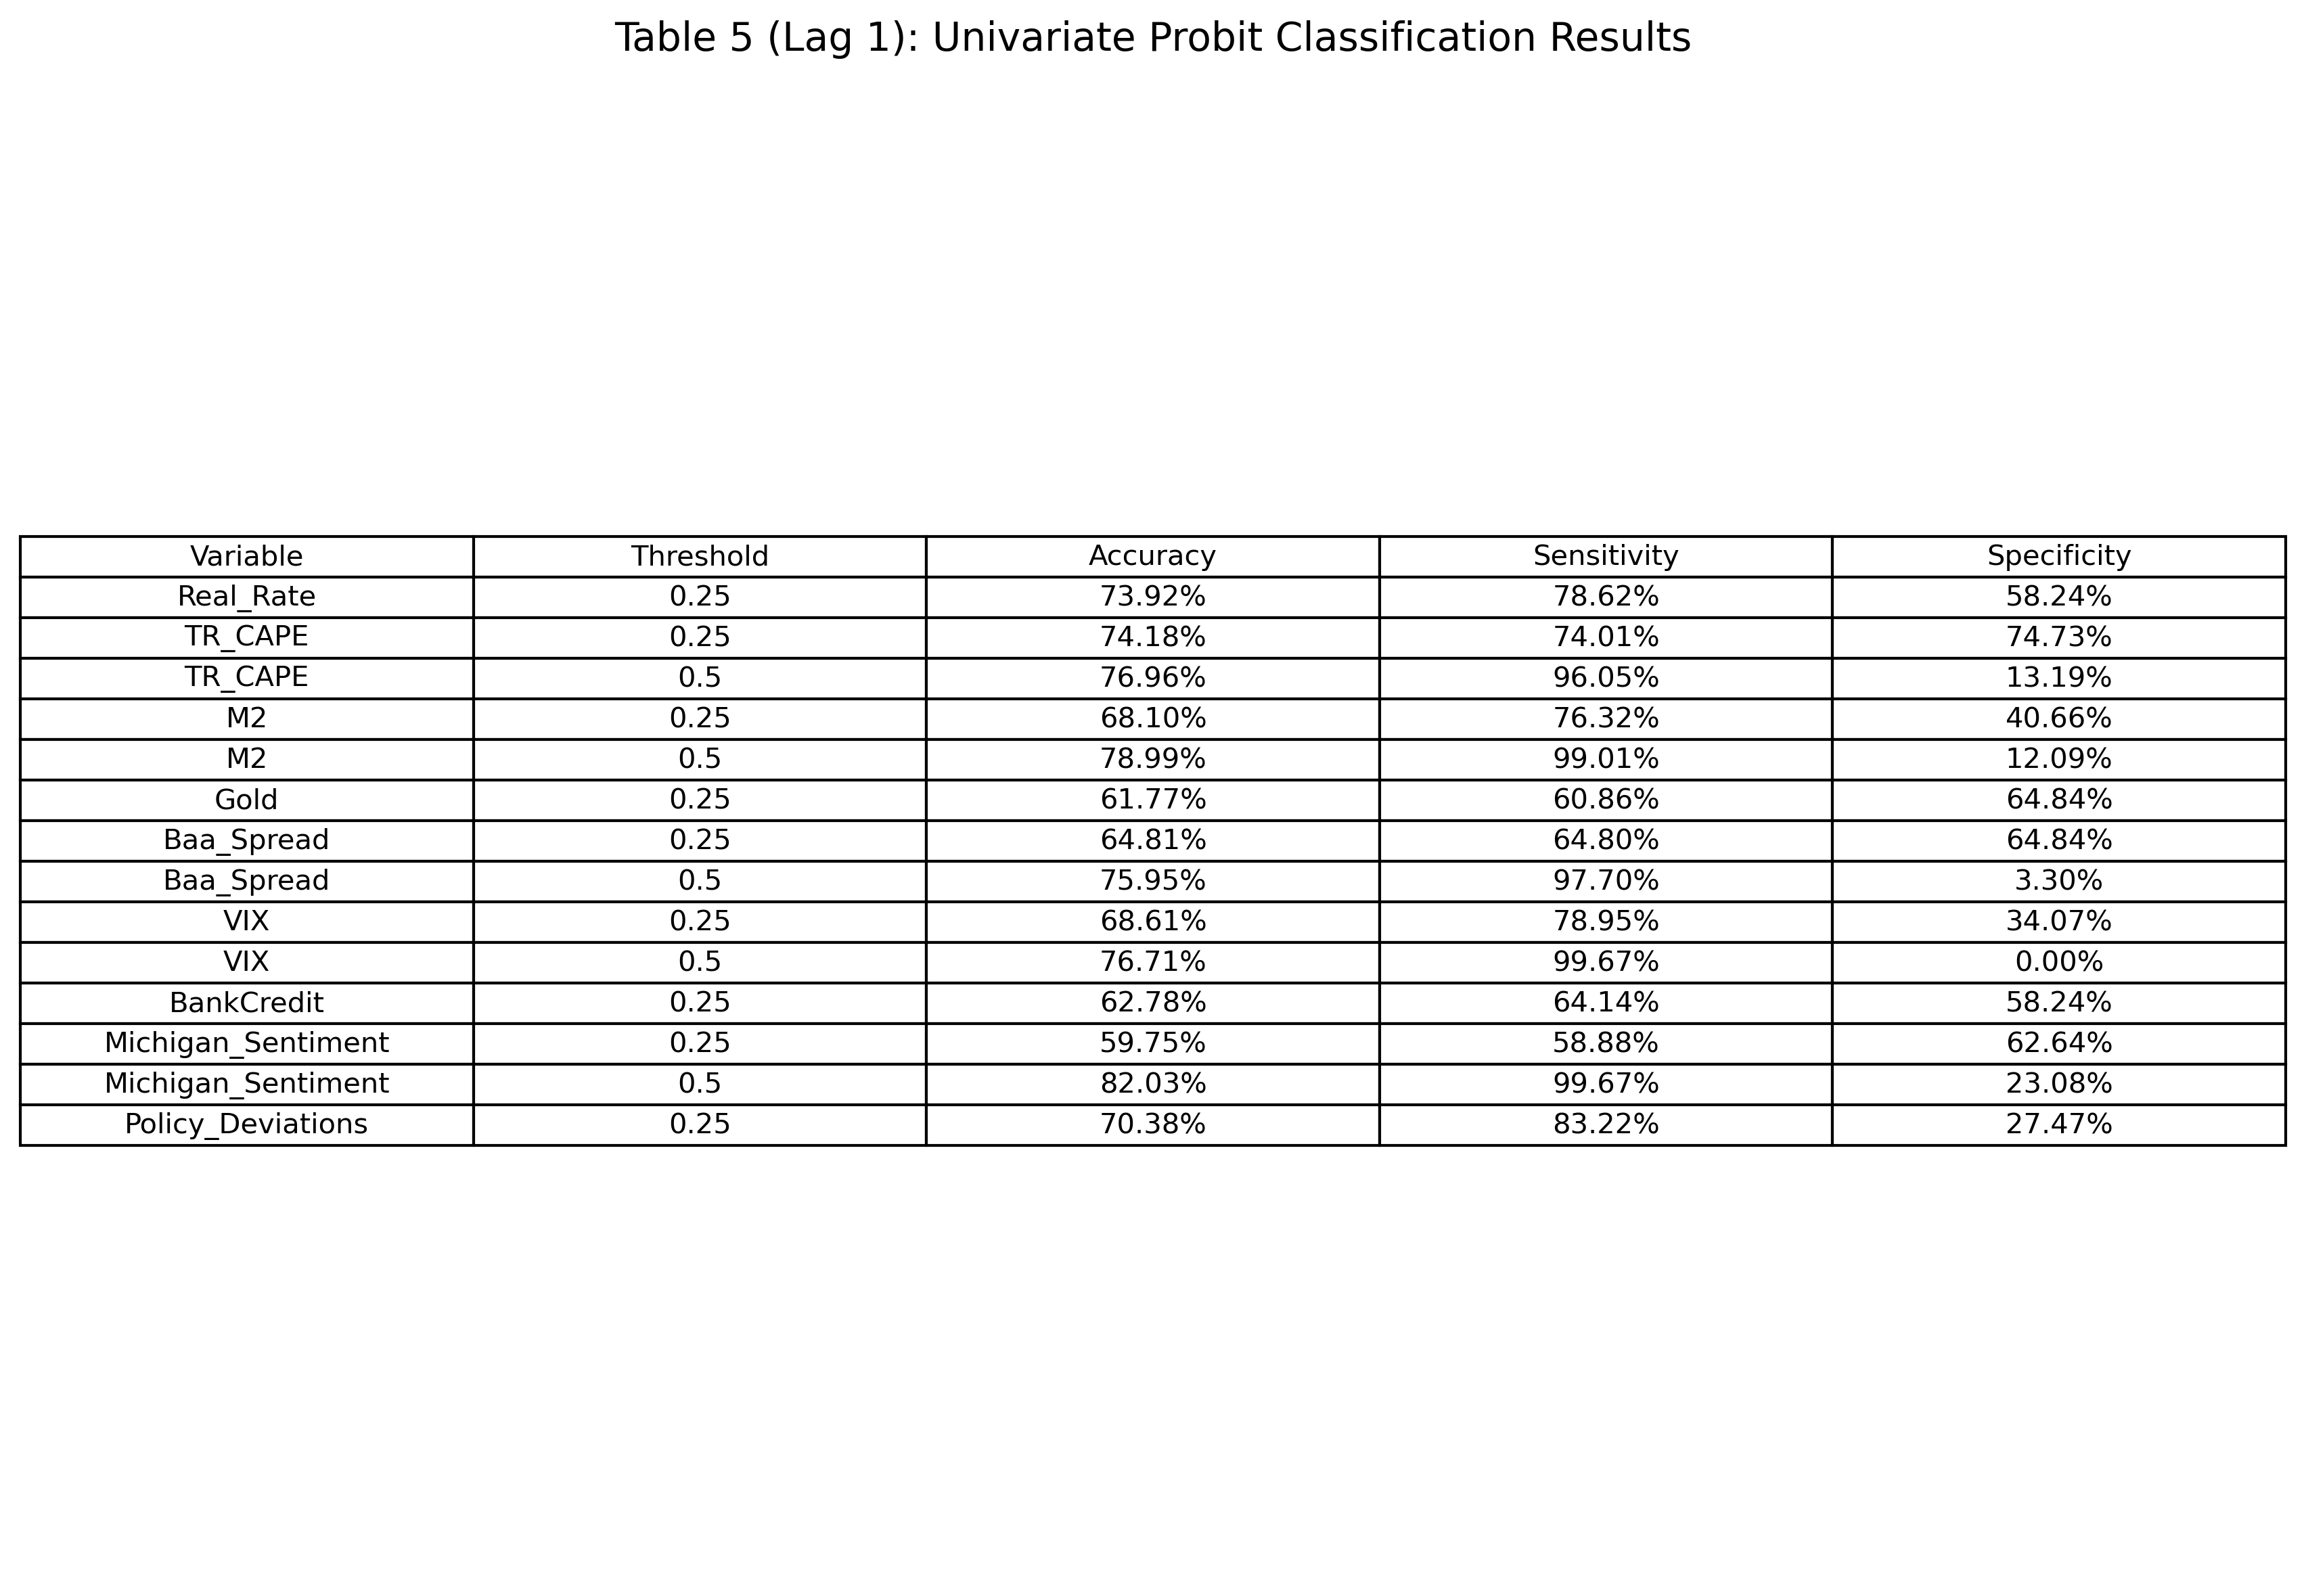 Table 5 (Lag 1): Univariate Probit Classification Results
Variable Threshold Accuracy Sensitivity Specificity
Real_Rate 0.25 73.92% 78.62% 58.24%
TR_CAPE 0.25 74.18% 74.01% 74.73%
TR_CAPE 0.5 76.96% 96.05% 13.19%
M2 0.25 68.10% 76.32% 40.66%
M2 0.5 78.99% 99.01% 12.09%
Gold 0.25 61.77% 60.86% 64.84%
Baa_Spread 0.25 64.81% 64.80% 64.84%
Baa_Spread 0.5 75.95% 97.70% 3.30%
VIX 0.25 68.61% 78.95% 34.07%
VIX 0.5 76.71% 99.67% 0.00%
BankCredit 0.25 62.78% 64.14% 58.24%
Michigan_Sentiment 0.25 59.75% 58.88% 62.64%
Michigan_Sentiment 0.5 82.03% 99.67% 23.08%
Policy_Deviations 0.25 70.38% 83.22% 27.47%